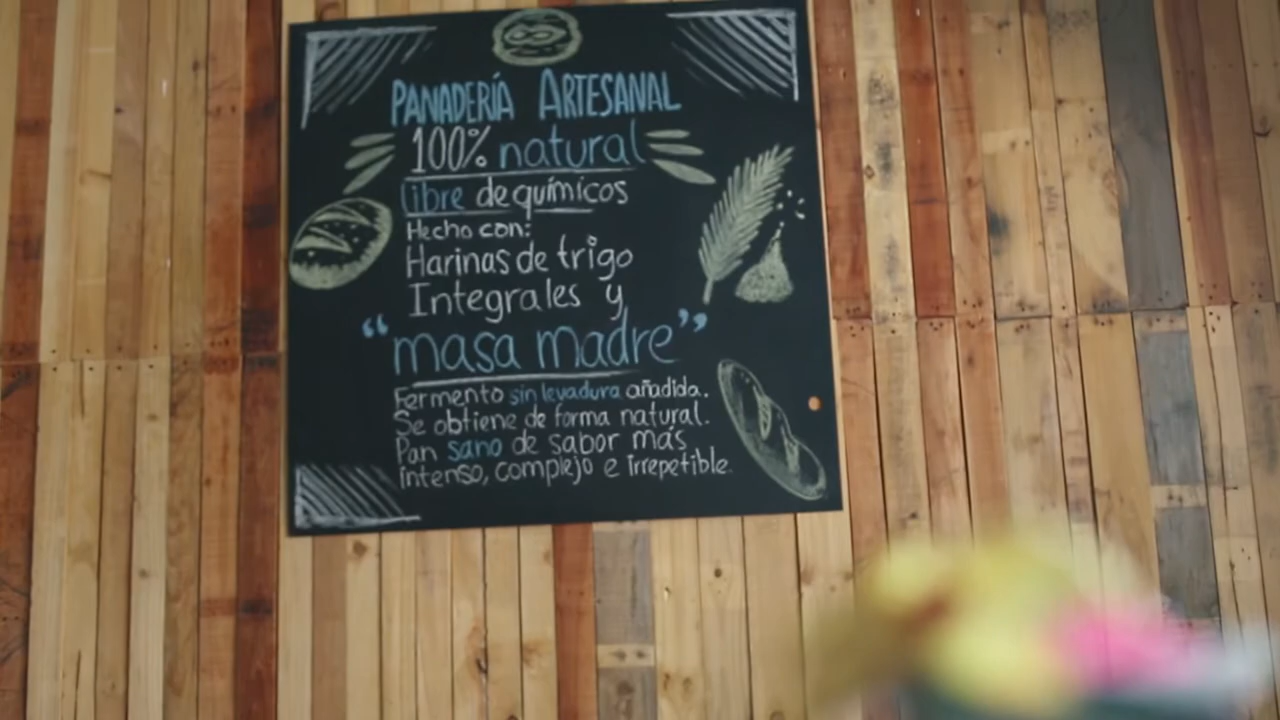 PANADERÍA ARTESANAL
100% natural
libre de químicos
Hecho con:
Harinas de trigo
Integrales y
"masa madre"
Fermento sin levadura añadida.
Se obtiene de forma natural.
Pan sano de sabor más
intenso, complejo e irrepetible.